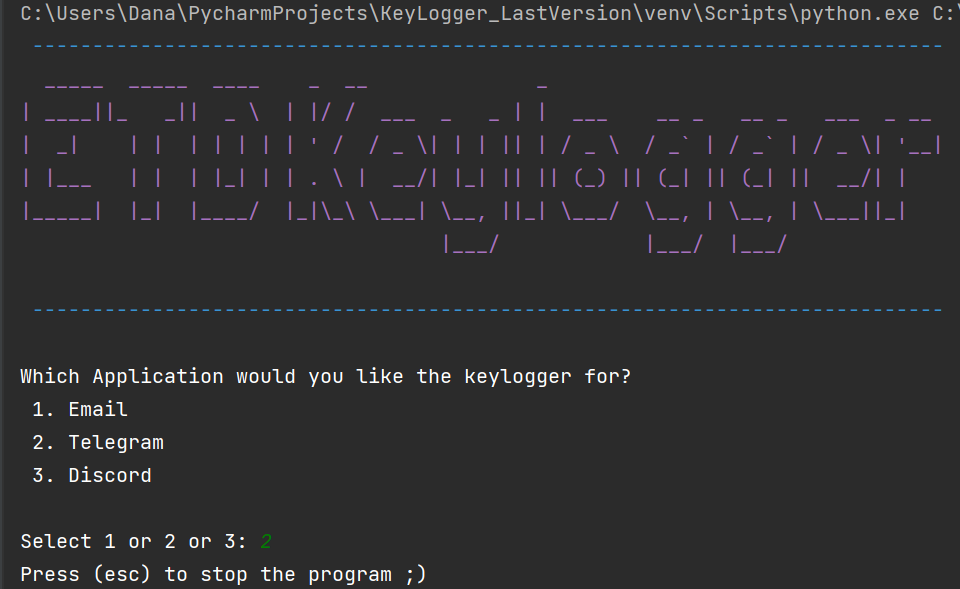 C:\Users\Dana\PycharmProjects\KeyLogger_LastVersion\venv\Scripts\python.exe C:\
ETDKeylogger
Which Application would you like the keylogger for?
1. Email
2. Telegram
3. Discord
Select 1 or 2 or 3: 2
Press (esc) to stop the program ;)